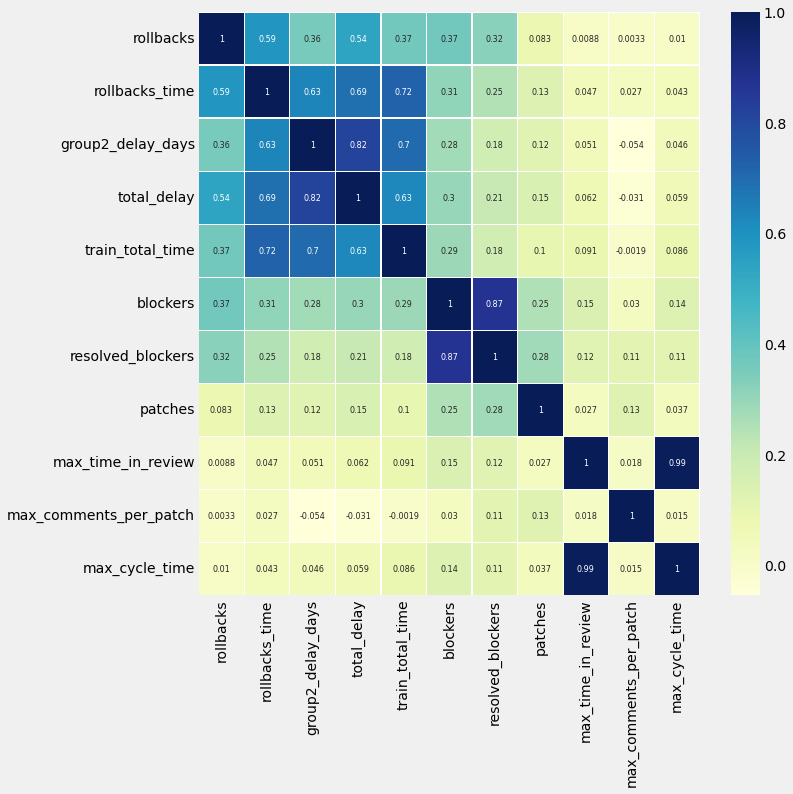 rollbacks 1 0.59 0.36 0.54 0.37 0.37 0.32 0.083 0.0088 0.0033 0.01
rollbacks_time 0.59 1 0.63 0.69 0.72 0.31 0.25 0.13 0.047 0.027 0.043
group2_delay_days 0.36 0.63 1 0.82 0.7 0.28 0.18 0.12 0.051 -0.054 0.046
total_delay 0.54 0.69 0.82 1 0.63 0.3 0.21 0.15 0.062 -0.031 0.059
train_total_time 0.37 0.72 0.7 0.63 1 0.29 0.18 0.1 0.091 -0.0019 0.086
blockers 0.37 0.31 0.28 0.3 0.29 1 0.87 0.25 0.15 0.03 0.14
resolved_blockers 0.32 0.25 0.18 0.21 0.18 0.87 1 0.28 0.12 0.11 0.11
patches 0.083 0.13 0.12 0.15 0.1 0.25 0.28 1 0.027 0.13 0.037
max_time_in_review 0.0088 0.047 0.051 0.062 0.091 0.15 0.12 0.027 1 0.018 0.99
max_comments_per_patch 0.0033 0.027 -0.054 -0.031 -0.0019 0.03 0.11 0.13 0.018 1 0.015
max_cycle_time 0.01 0.043 0.046 0.059 0.086 0.14 0.11 0.037 0.99 0.015 1
rollbacks
rollbacks_time
group2_delay_days
total_delay
train_total_time
blockers
resolved_blockers
patches
max_time_in_review
max_comments_per_patch
max_cycle_time
1.0
0.8
0.6
0.4
0.2
0.0